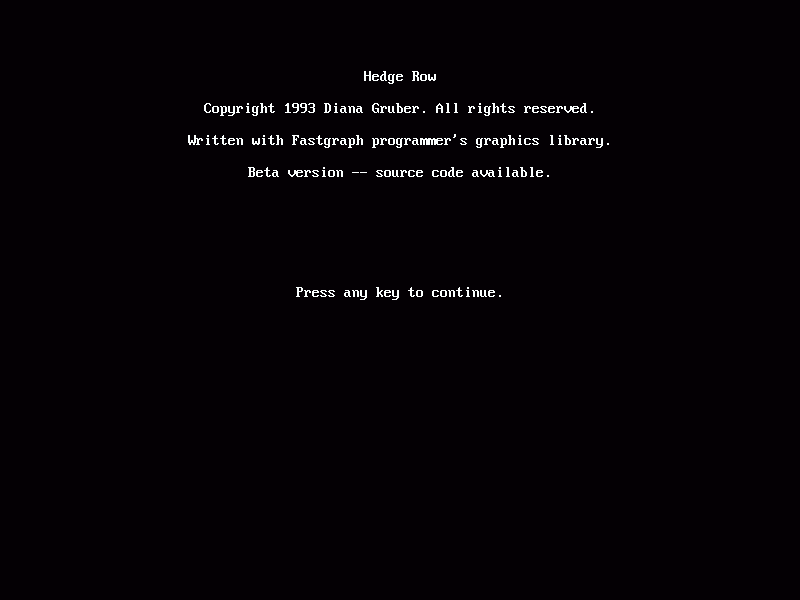 Hedge Row
Copyright 1993 Diana Gruber. All rights reserved.
Written with Fastgraph programmer's graphics library.
Beta version -- source code available.
Press any key to continue.